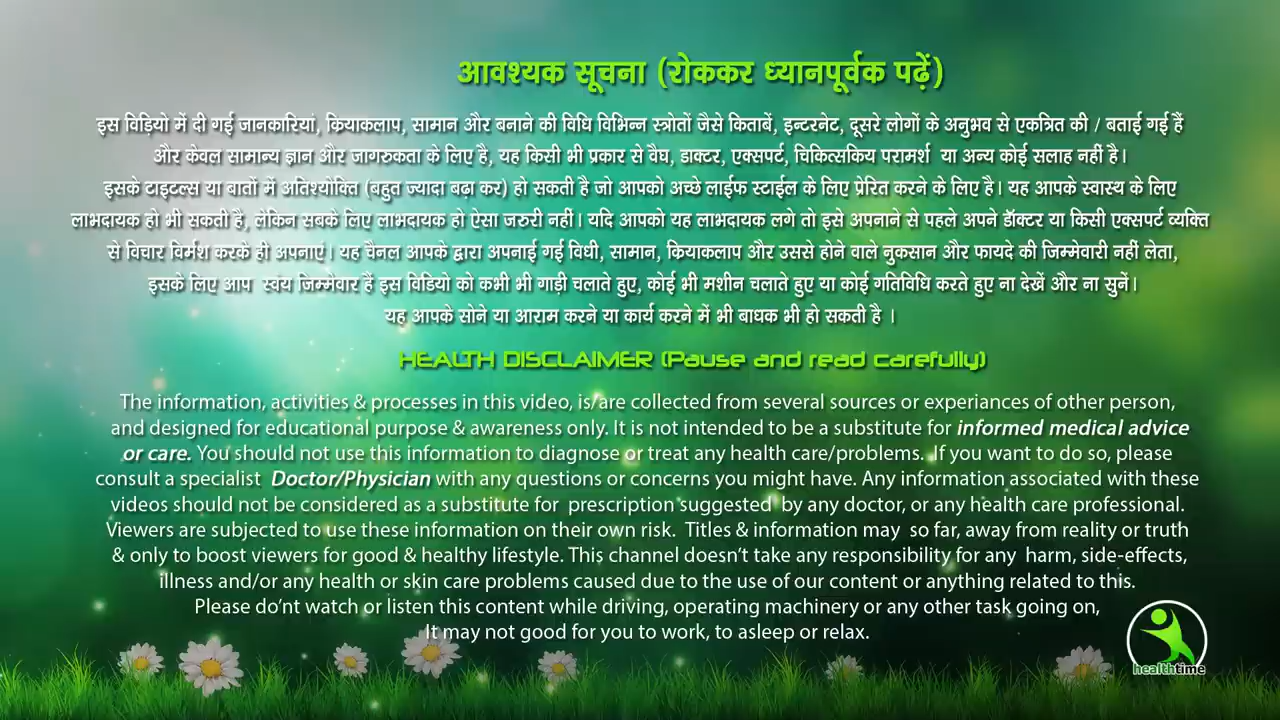 आवश्यक सूचना (रोककर ध्यानपूर्वक पढ़ें)
इस विडि़यो में दी गई जानकारियां, क्रियाकलाप, सामान और बनाने की विधि विभिन्न स्त्रोतों जैसे किताबें, इन्टरनेट, दूसरे लोगों के अनुभव से एकत्रित की / बताई गई हैं
और केवल सामान्य ज्ञान और जागरुकता के लिए है, यह किसी भी प्रकार से वैघ, डाक्टर, एक्सपर्ट, चिकित्सकिय परामर्श या अन्य कोई सलाह नहीं है।
इसके टाइटल्स या बातों में अतिश्योक्ति (बहुत ज्यादा बढ़ा कर) हो सकती है जो आपको अच्छे लाईफ स्टाईल के लिए प्रेरित करने के लिए है। यह आपके स्वास्थ के लिए
लाभदायक हो भी सकती है, लेकिन सबके लिए लाभदायक हो ऐसा जरुरी नहीं। यदि आपको यह लाभदायक लगे तो इसे अपनाने से पहले अपने डॉक्टर या किसी एक्सपर्ट व्यक्ति
से विचार विर्मश करके ही अपनाएं। यह चैनल आपके द्वारा अपनाई गई विधी, सामान, क्रियाकलाप और उससे होने वाले नुकसान और फायदे की जिम्मेवारी नहीं लेता,
इसके लिए आप स्वंय जिम्मेवार हैं इस विडियो को कभी भी गाड़ी चलाते हुए, कोई भी मशीन चलाते हुए या कोई गतिविधि करते हुए ना देखें और ना सुनें।
यह आपके सोने या आराम करने या कार्य करने में भी बाधक भी हो सकती है ।
HEALTH DISCLAIMER (Pause and read carefully)
The information, activities & processes in this video, is/are collected from several sources or experiances of other person,
and designed for educational purpose & awareness only. It is not intended to be a substitute for informed medical advice
or care. You should not use this information to diagnose or treat any health care/problems. If you want to do so, please
consult a specialist Doctor/Physician with any questions or concerns you might have. Any information associated with these
videos should not be considered as a substitute for prescription suggested by any doctor, or any health care professional.
Viewers are subjected to use these information on their own risk. Titles & information may so far, away from reality or truth
& only to boost viewers for good & healthy lifestyle. This channel doesn't take any responsibility for any harm, side-effects,
illness and/or any health or skin care problems caused due to the use of our content or anything related to this.
Please do'nt watch or listen this content while driving, operating machinery or any other task going on,
It may not good for you to work, to asleep or relax.
healthtime